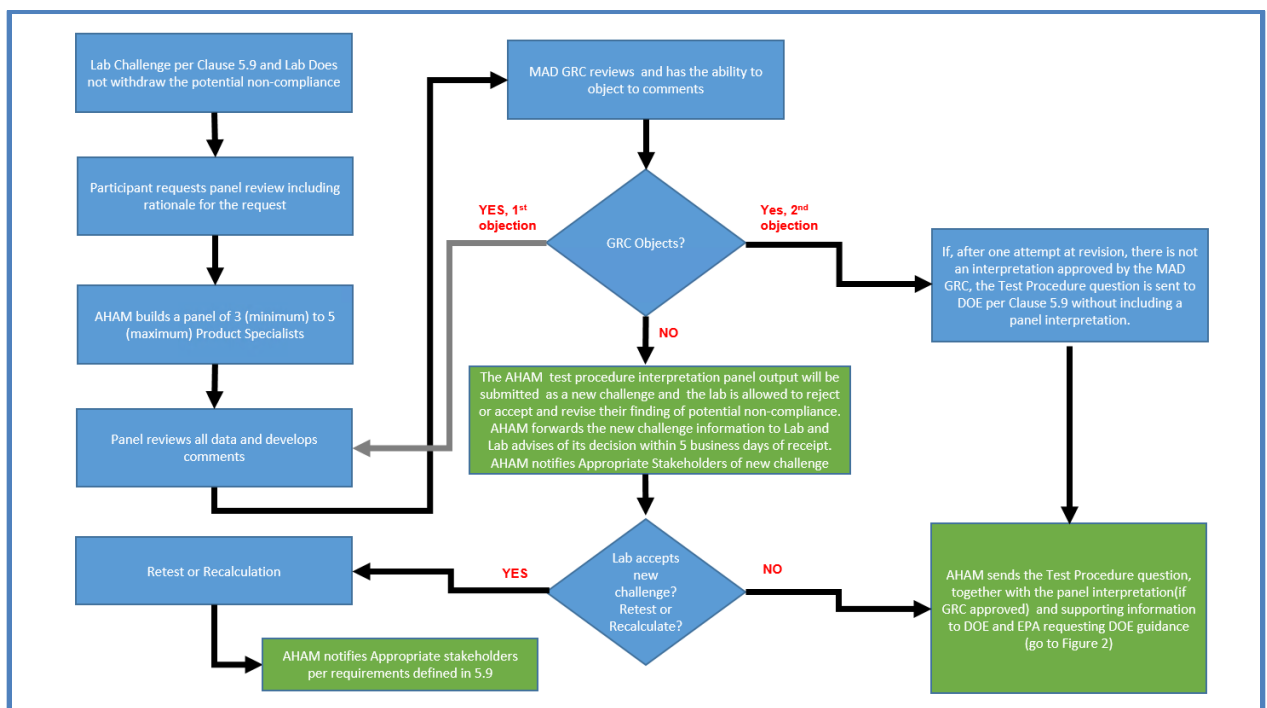 Lab Challenge per Clause 5.9 and Lab Does
not withdraw the potential non-compliance
Participant requests panel review including
rationale for the request
AHAM builds a panel of 3 (minimum) to 5
(maximum) Product Specialists
Panel reviews all data and develops
comments
MAD GRC reviews  and has the ability to
object to comments
GRC Objects?
YES, 1st
objection
Yes, 2nd
objection
NO
If, after one attempt at revision, there is not
an interpretation approved by the MAD
GRC, the Test Procedure question is sent to
DOE per Clause 5.9 without including a
panel interpretation.
The AHAM  test procedure interpretation panel output will be
submitted  as a new challenge and  the lab is allowed to reject
or accept and revise their finding of potential non-compliance.
AHAM forwards the new challenge information to Lab and
Lab advises of its decision within 5 business days of receipt.
AHAM notifies Appropriate Stakeholders of new challenge
Lab accepts
new
challenge?
Retest or
Recalculate?
YES
NO
Retest or Recalculation
AHAM notifies Appropriate stakeholders
per requirements defined in 5.9
AHAM sends the Test Procedure question,
together with the panel interpretation(if
GRC approved)  and supporting information
to DOE and EPA requesting DOE guidance
(go to Figure 2)